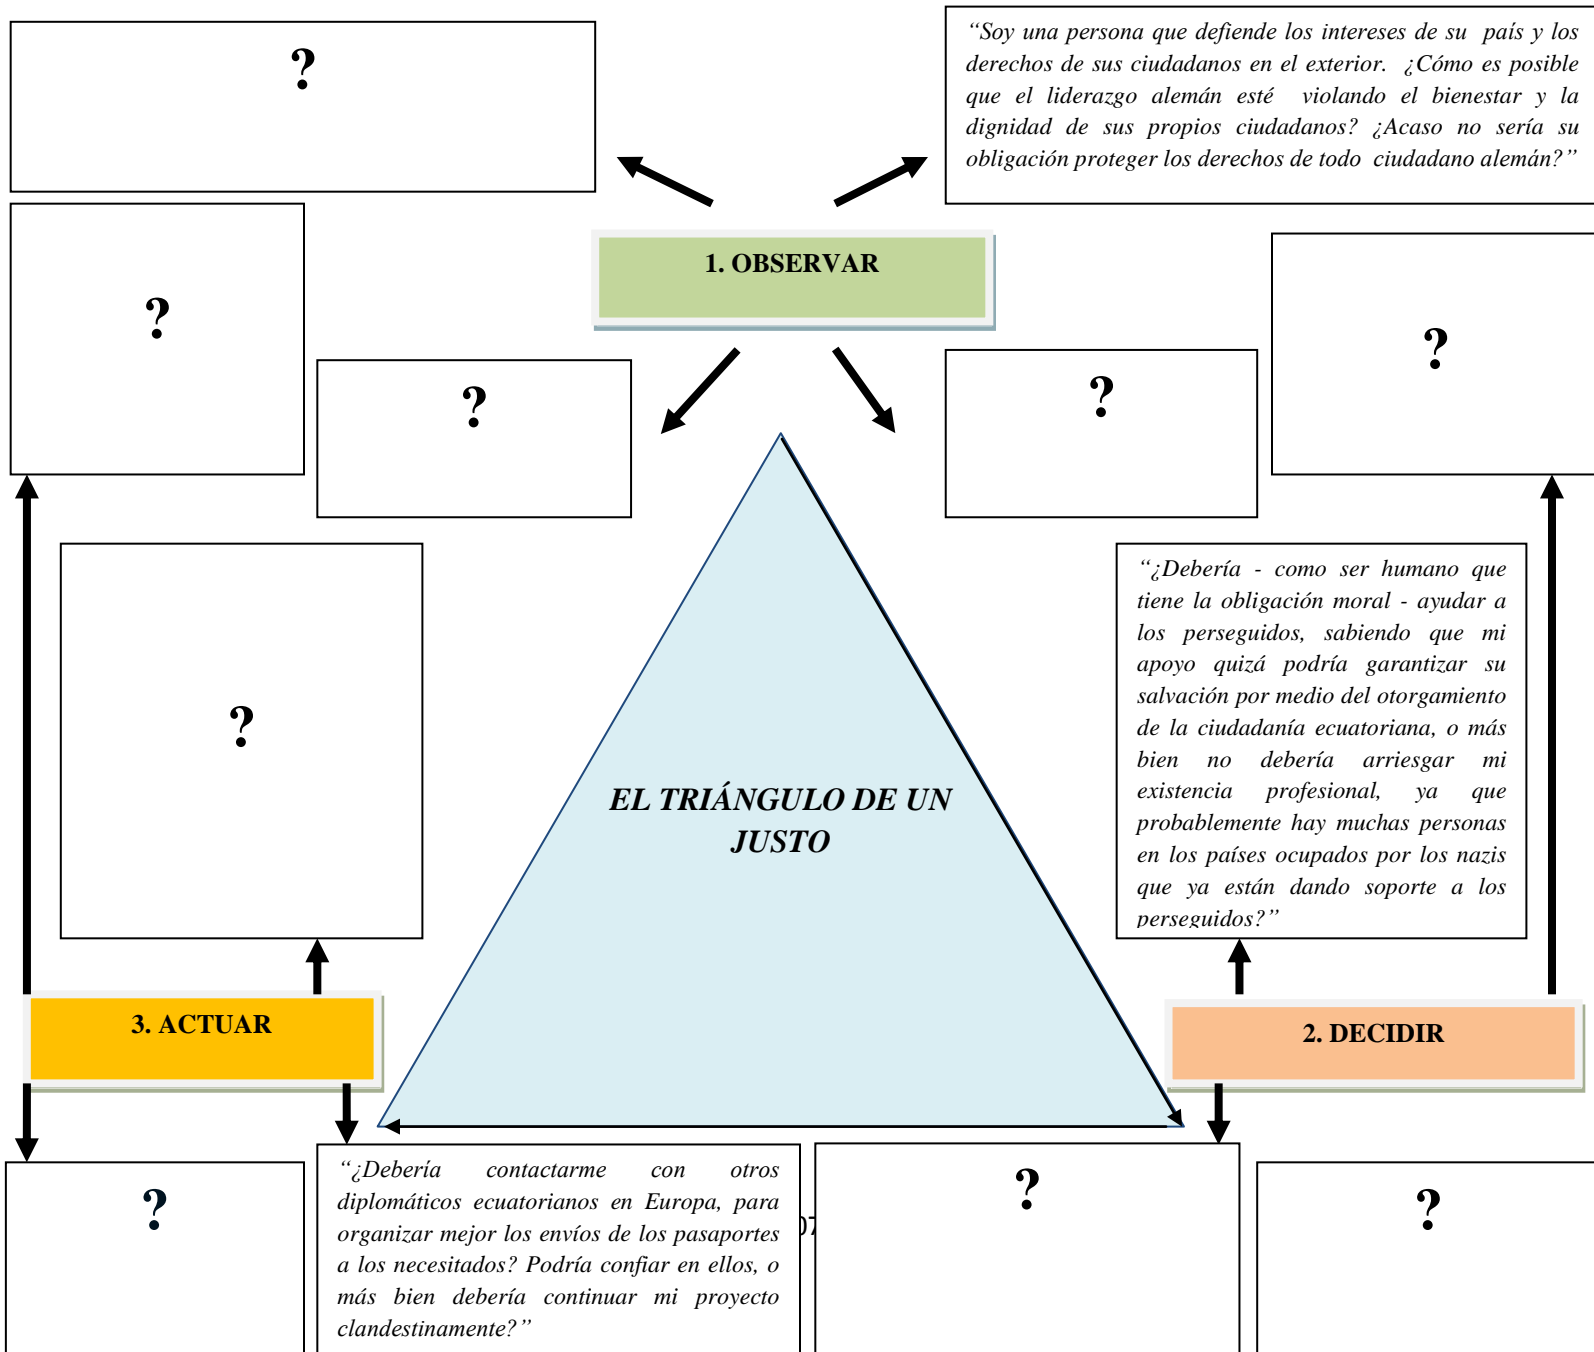 ?
“Soy una persona que defiende los intereses de su país y los
derechos de sus ciudadanos en el exterior. ¿Cómo es posible
que el liderazgo alemán esté violando el bienestar y la
dignidad de sus propios ciudadanos? ¿Acaso no sería su
obligación proteger los derechos de todo ciudadano alemán?”
1. OBSERVAR
?
?
?
?
“¿Debería - como ser humano que
tiene la obligación moral - ayudar a
los perseguidos, sabiendo que mi
apoyo quizá podría garantizar su
salvación por medio del otorgamiento
de la ciudadanía ecuatoriana, o más
bien no debería arriesgar mi
existencia profesional, ya que
probablemente hay muchas personas
en los países ocupados por los nazis
que ya están dando soporte a los
perseguidos?”
?
EL TRIÁNGULO DE UN
JUSTO
3. ACTUAR
2. DECIDIR
?
“¿Debería contactarme con otros
diplomáticos ecuatorianos en Europa, para
organizar mejor los envíos de los pasaportes
a los necesitados? Podría confiar en ellos, o
más bien debería continuar mi proyecto
clandestinamente?”
?
?